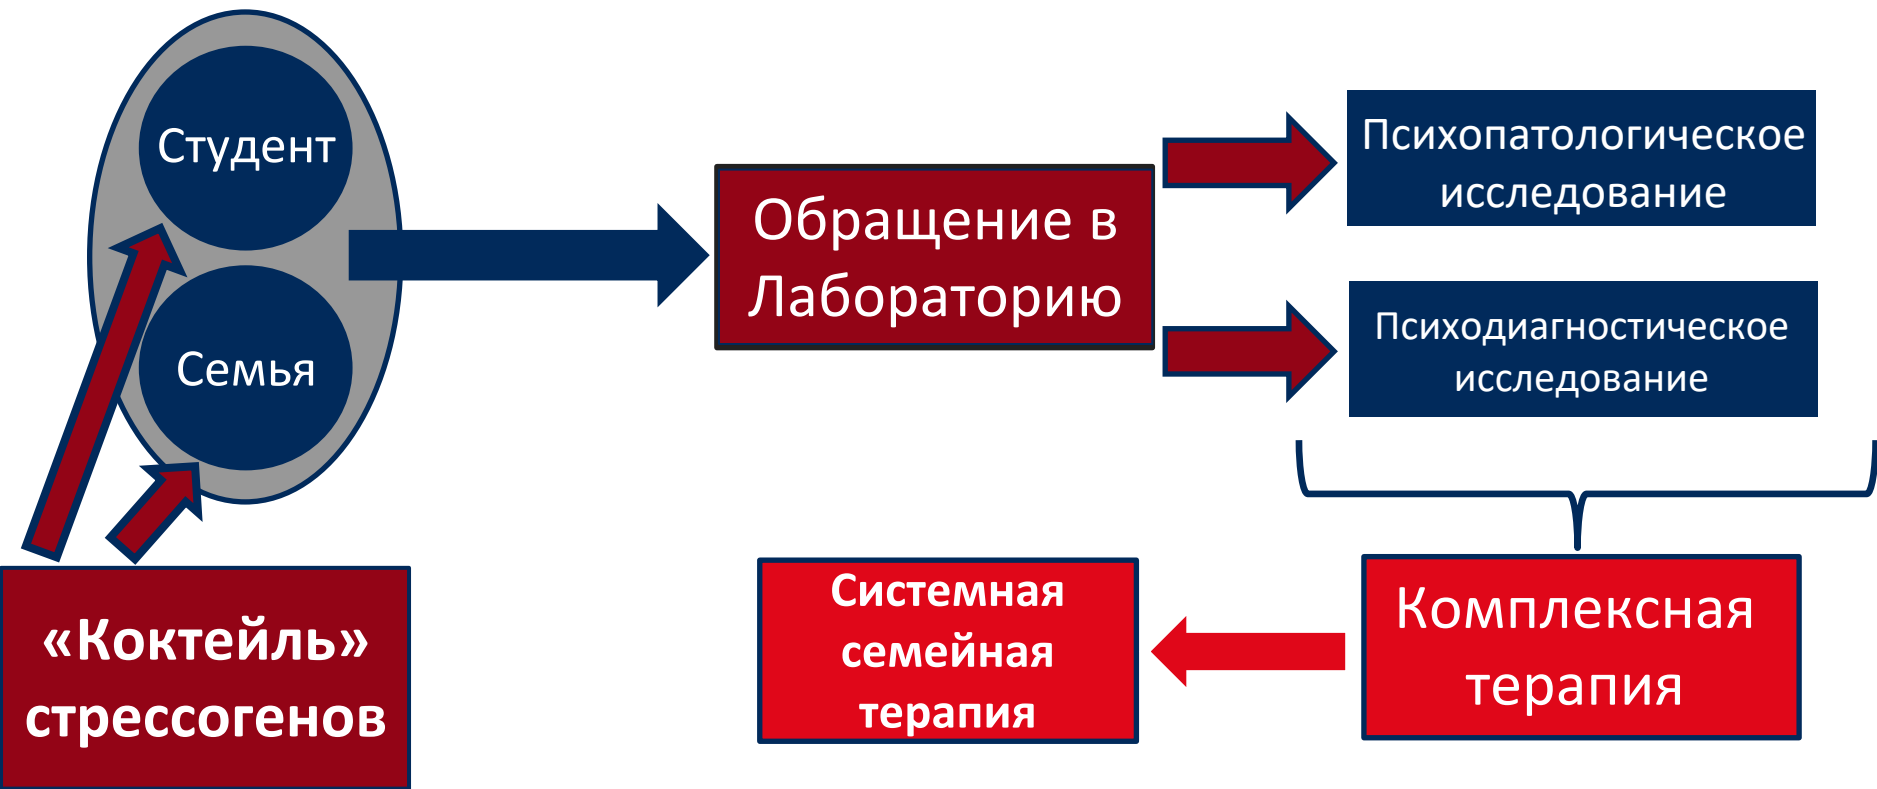 Студент
Семья
«Коктейль»
стрессогенов
Обращение в
Лабораторию
Психопатологическое
исследование
Психодиагностическое
исследование
Комплексная
терапия
Системная
семейная
терапия